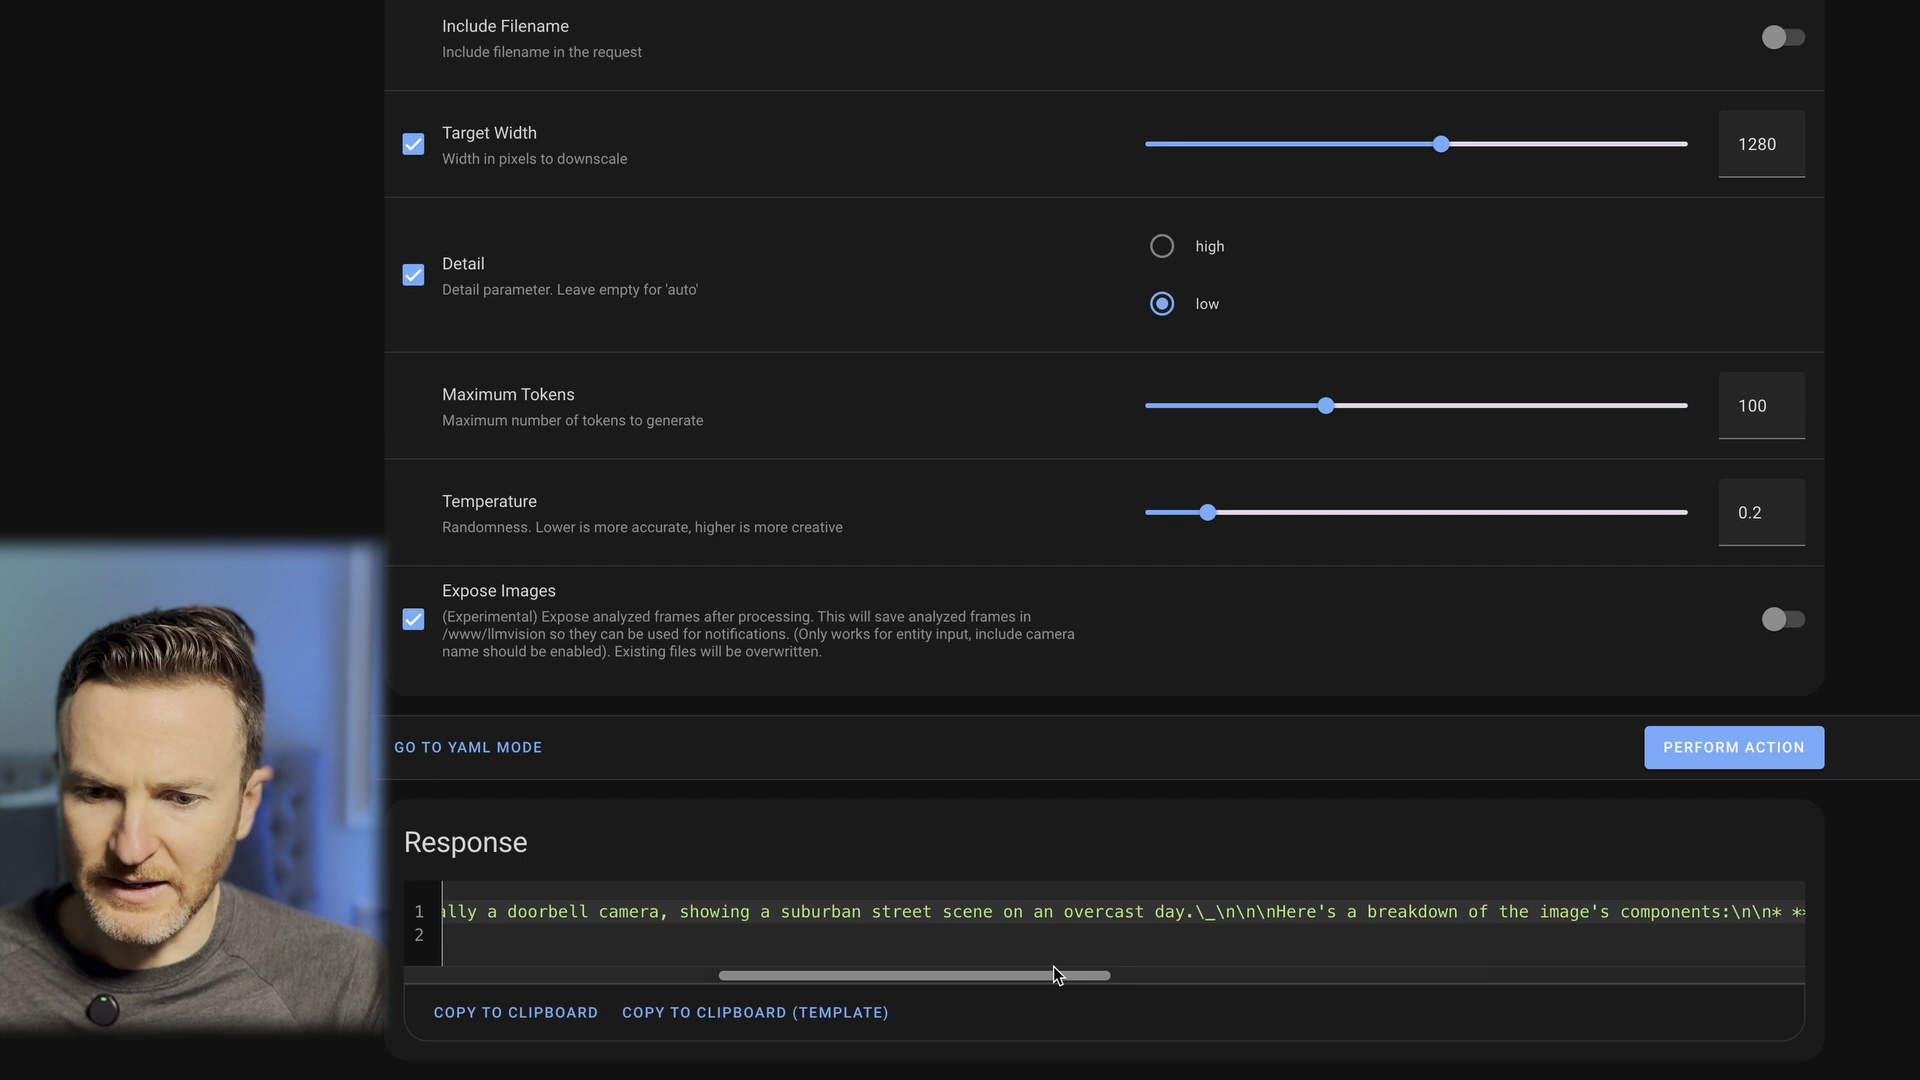 Include Filename
Include filename in the request
Target Width
Width in pixels to downscale
1280
Detail
Detail parameter. Leave empty for 'auto'
high
low
Maximum Tokens
Maximum number of tokens to generate
100
Temperature
Randomness. Lower is more accurate, higher is more creative
0.2
Expose Images
(Experimental) Expose analyzed frames after processing. This will save analyzed frames in
/www/llmvision so they can be used for notifications. (Only works for entity input, include camera
name should be enabled). Existing files will be overwritten.
GO TO YAML MODE
PERFORM ACTION
Response
1 ally a doorbell camera, showing a suburban street scene on an overcast day.\_\n\n\nHere's a breakdown of the image's components:\n\n* *
2
COPY TO CLIPBOARD
COPY TO CLIPBOARD (TEMPLATE)